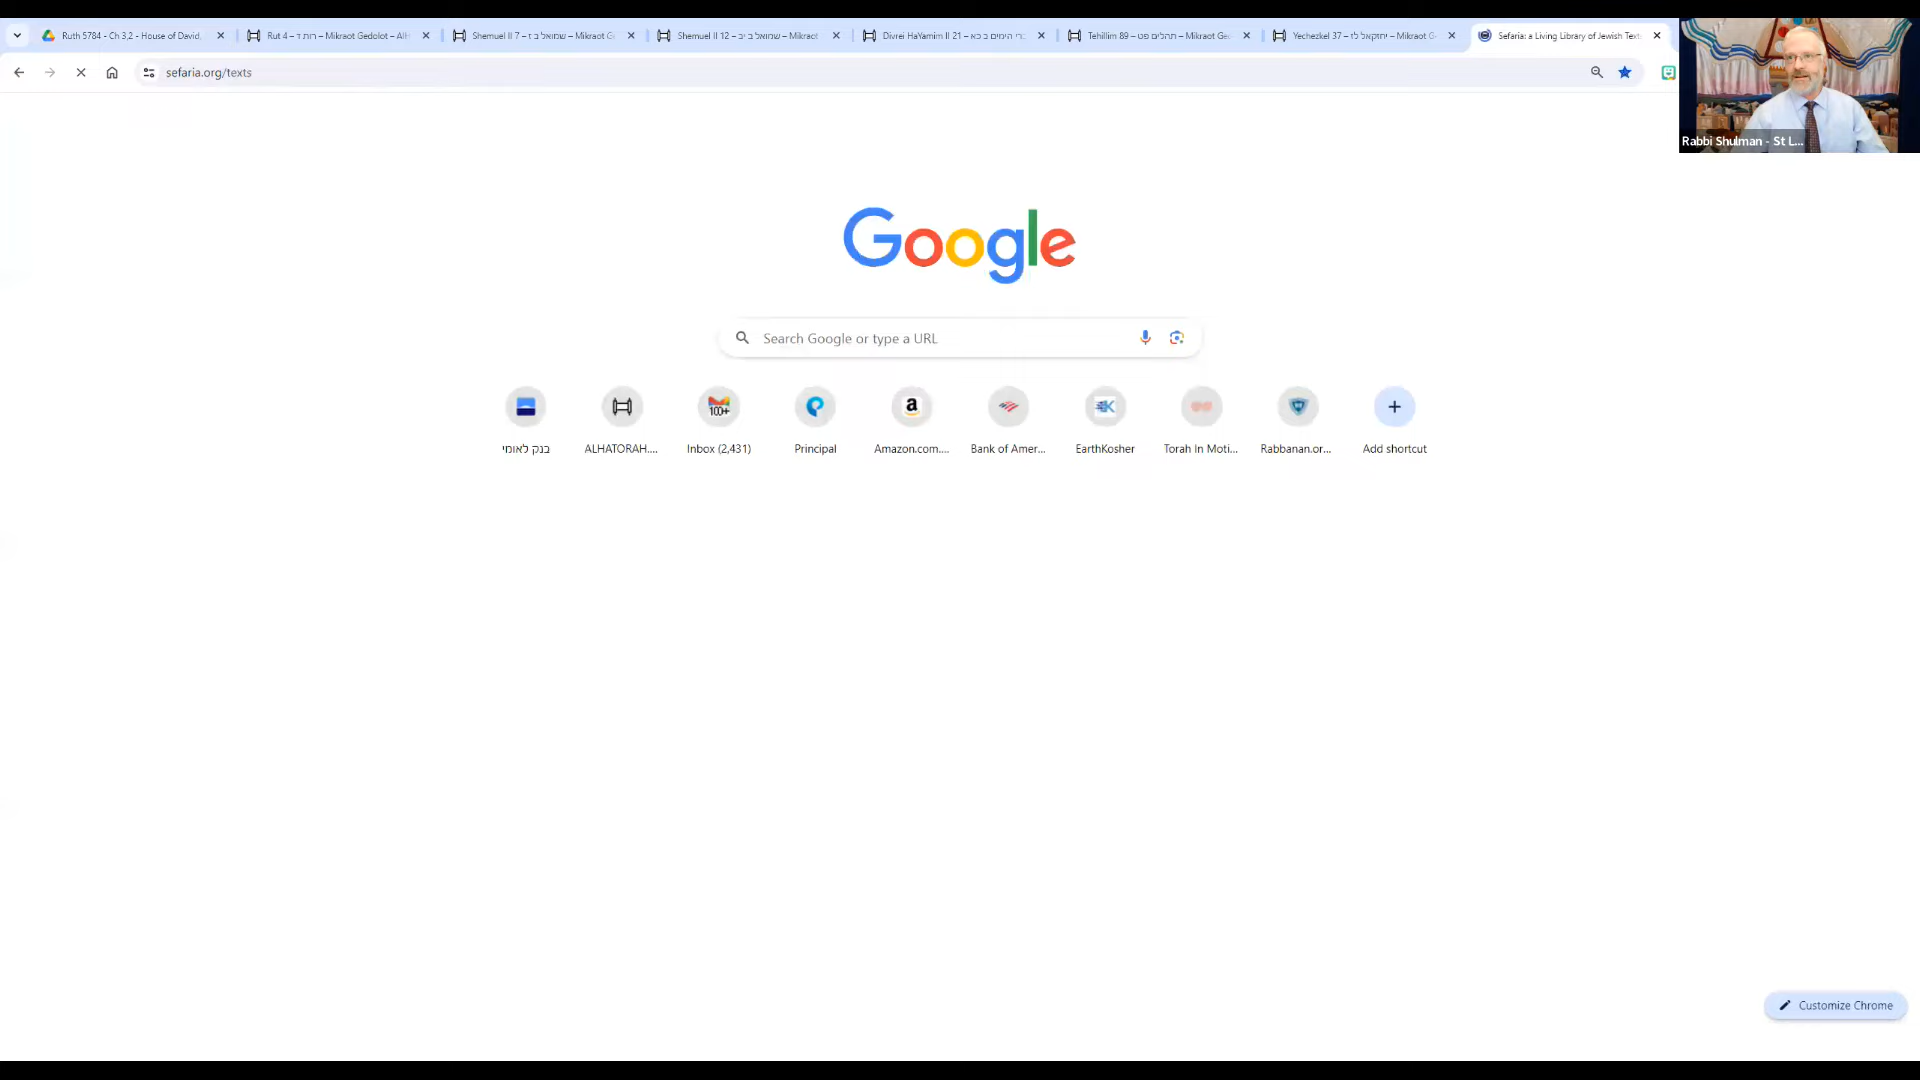 Ruth 5784 - Ch 3,2 - House of David,
Rut 4 – רות ד – Mikraot Gedolot – AlH
Shemuel II 7 – שמואל ב ז – Mikraot G
Shemuel II 12 – שמואל ב יב – Mikraot
Divrei HaYamim II 21 – דברי הימים ב כא
Tehillim 89 – תהלים פט – Mikraot Ge
Yechezkel 37 – יחזקאל לז – Mikraot G
Sefaria: a Living Library of Jewish Text
sefaria.org/texts
Rabbi Shulman - St L...
Google
Search Google or type a URL
100+
בנק לאומי
ALHATORAH....
Inbox (2,431)
Principal
Amazon.com....
Bank of Amer...
EarthKosher
Torah In Moti...
Rabbanan.or...
Add shortcut
Customize Chrome